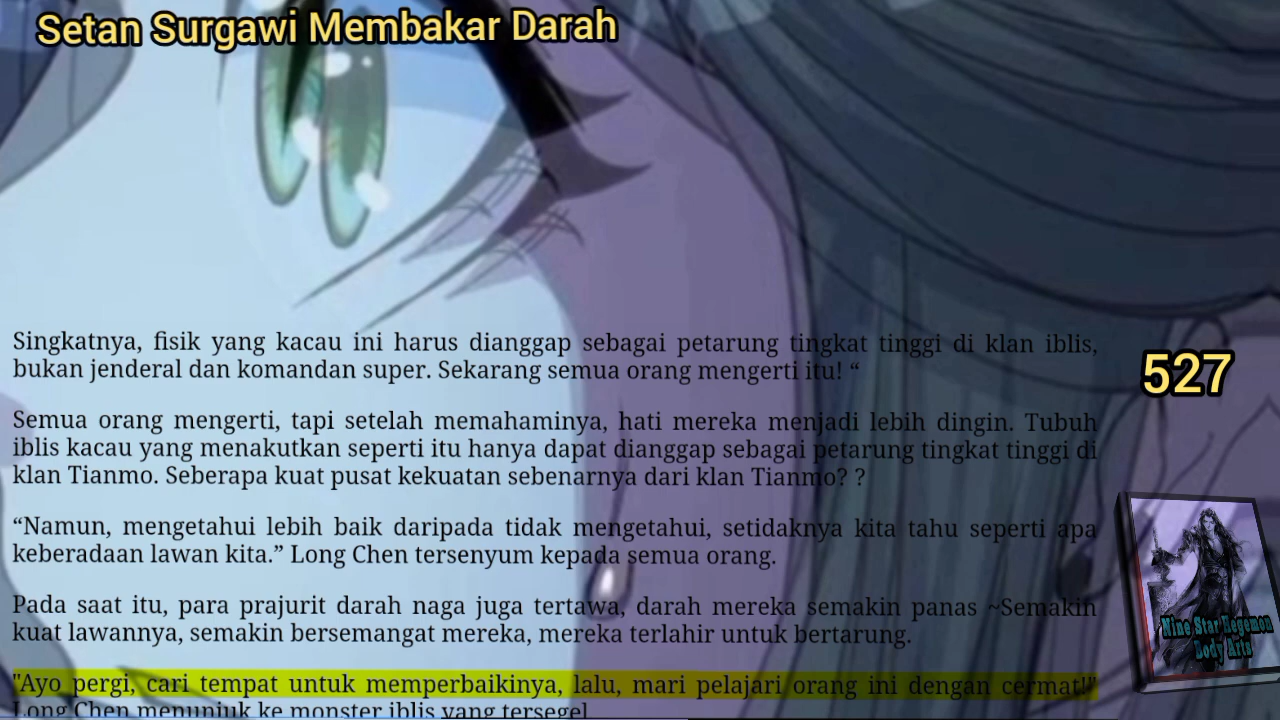 Setan Surgawi Membakar Darah
Singkatnya, fisik yang kacau ini harus dianggap sebagai petarung tingkat tinggi di klan iblis,
bukan jenderal dan komandan super. Sekarang semua orang mengerti itu! “
527
Semua orang mengerti, tapi setelah memahaminya, hati mereka menjadi lebih dingin. Tubuh
iblis kacau yang menakutkan seperti itu hanya dapat dianggap sebagai petarung tingkat tinggi di
klan Tianmo. Seberapa kuat pusat kekuatan sebenarnya dari klan Tianmo? ?
“Namun, mengetahui lebih baik daripada tidak mengetahui, setidaknya kita tahu seperti apa
keberadaan lawan kita.” Long Chen tersenyum kepada semua orang.
Pada saat itu, para prajurit darah naga juga tertawa, darah mereka semakin panas ~Semakin
kuat lawannya, semakin bersemangat mereka, mereka terlahir untuk bertarung.
Nine Star Hegemon
Body Arts
"Ayo pergi, cari tempat untuk memperbaikinya, lalu, mari pelajari orang ini dengan cermat!"
Long Chen menunjuk ke monster iblis yang tersegel